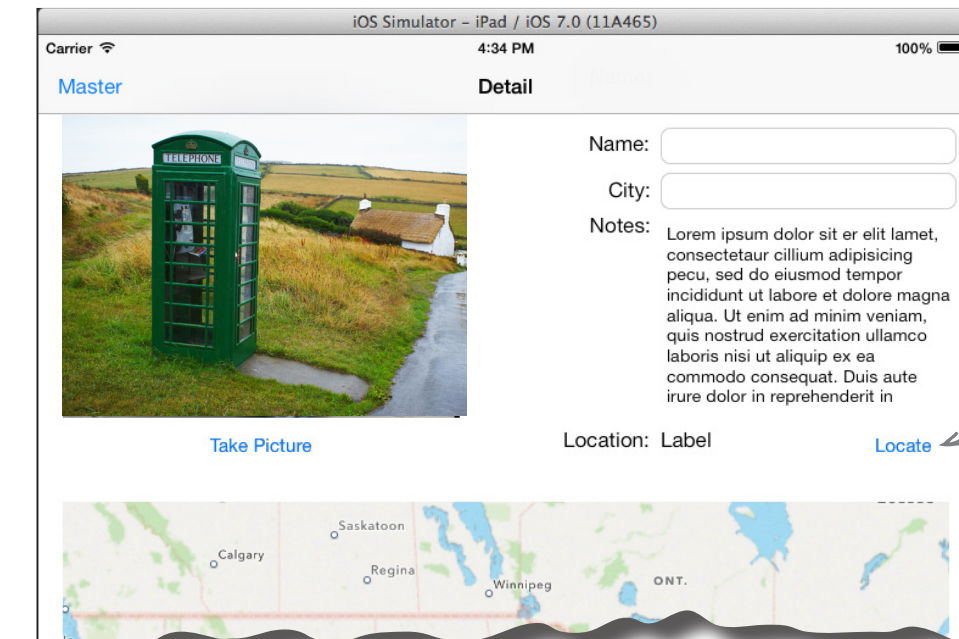 iOS Simulator – iPad / iOS 7.0 (11A465)
Carrier 4:34 PM 100%
Master Detail
TELEPHONE
Name:
City:
Notes:
Lorem ipsum dolor sit er elit lamet,
consectetaur cillium adipisicing
pecu, sed do eiusmod tempor
incididunt ut labore et dolore magna
aliqua. Ut enim ad minim veniam,
quis nostrud exercitation ullamco
laboris nisi ut aliquip ex ea
commodo consequat. Duis aute
irure dolor in reprehenderit in
Take Picture
Location: Label Locate
Saskatoon
Calgary
Regina
Winnipeg
ONT.